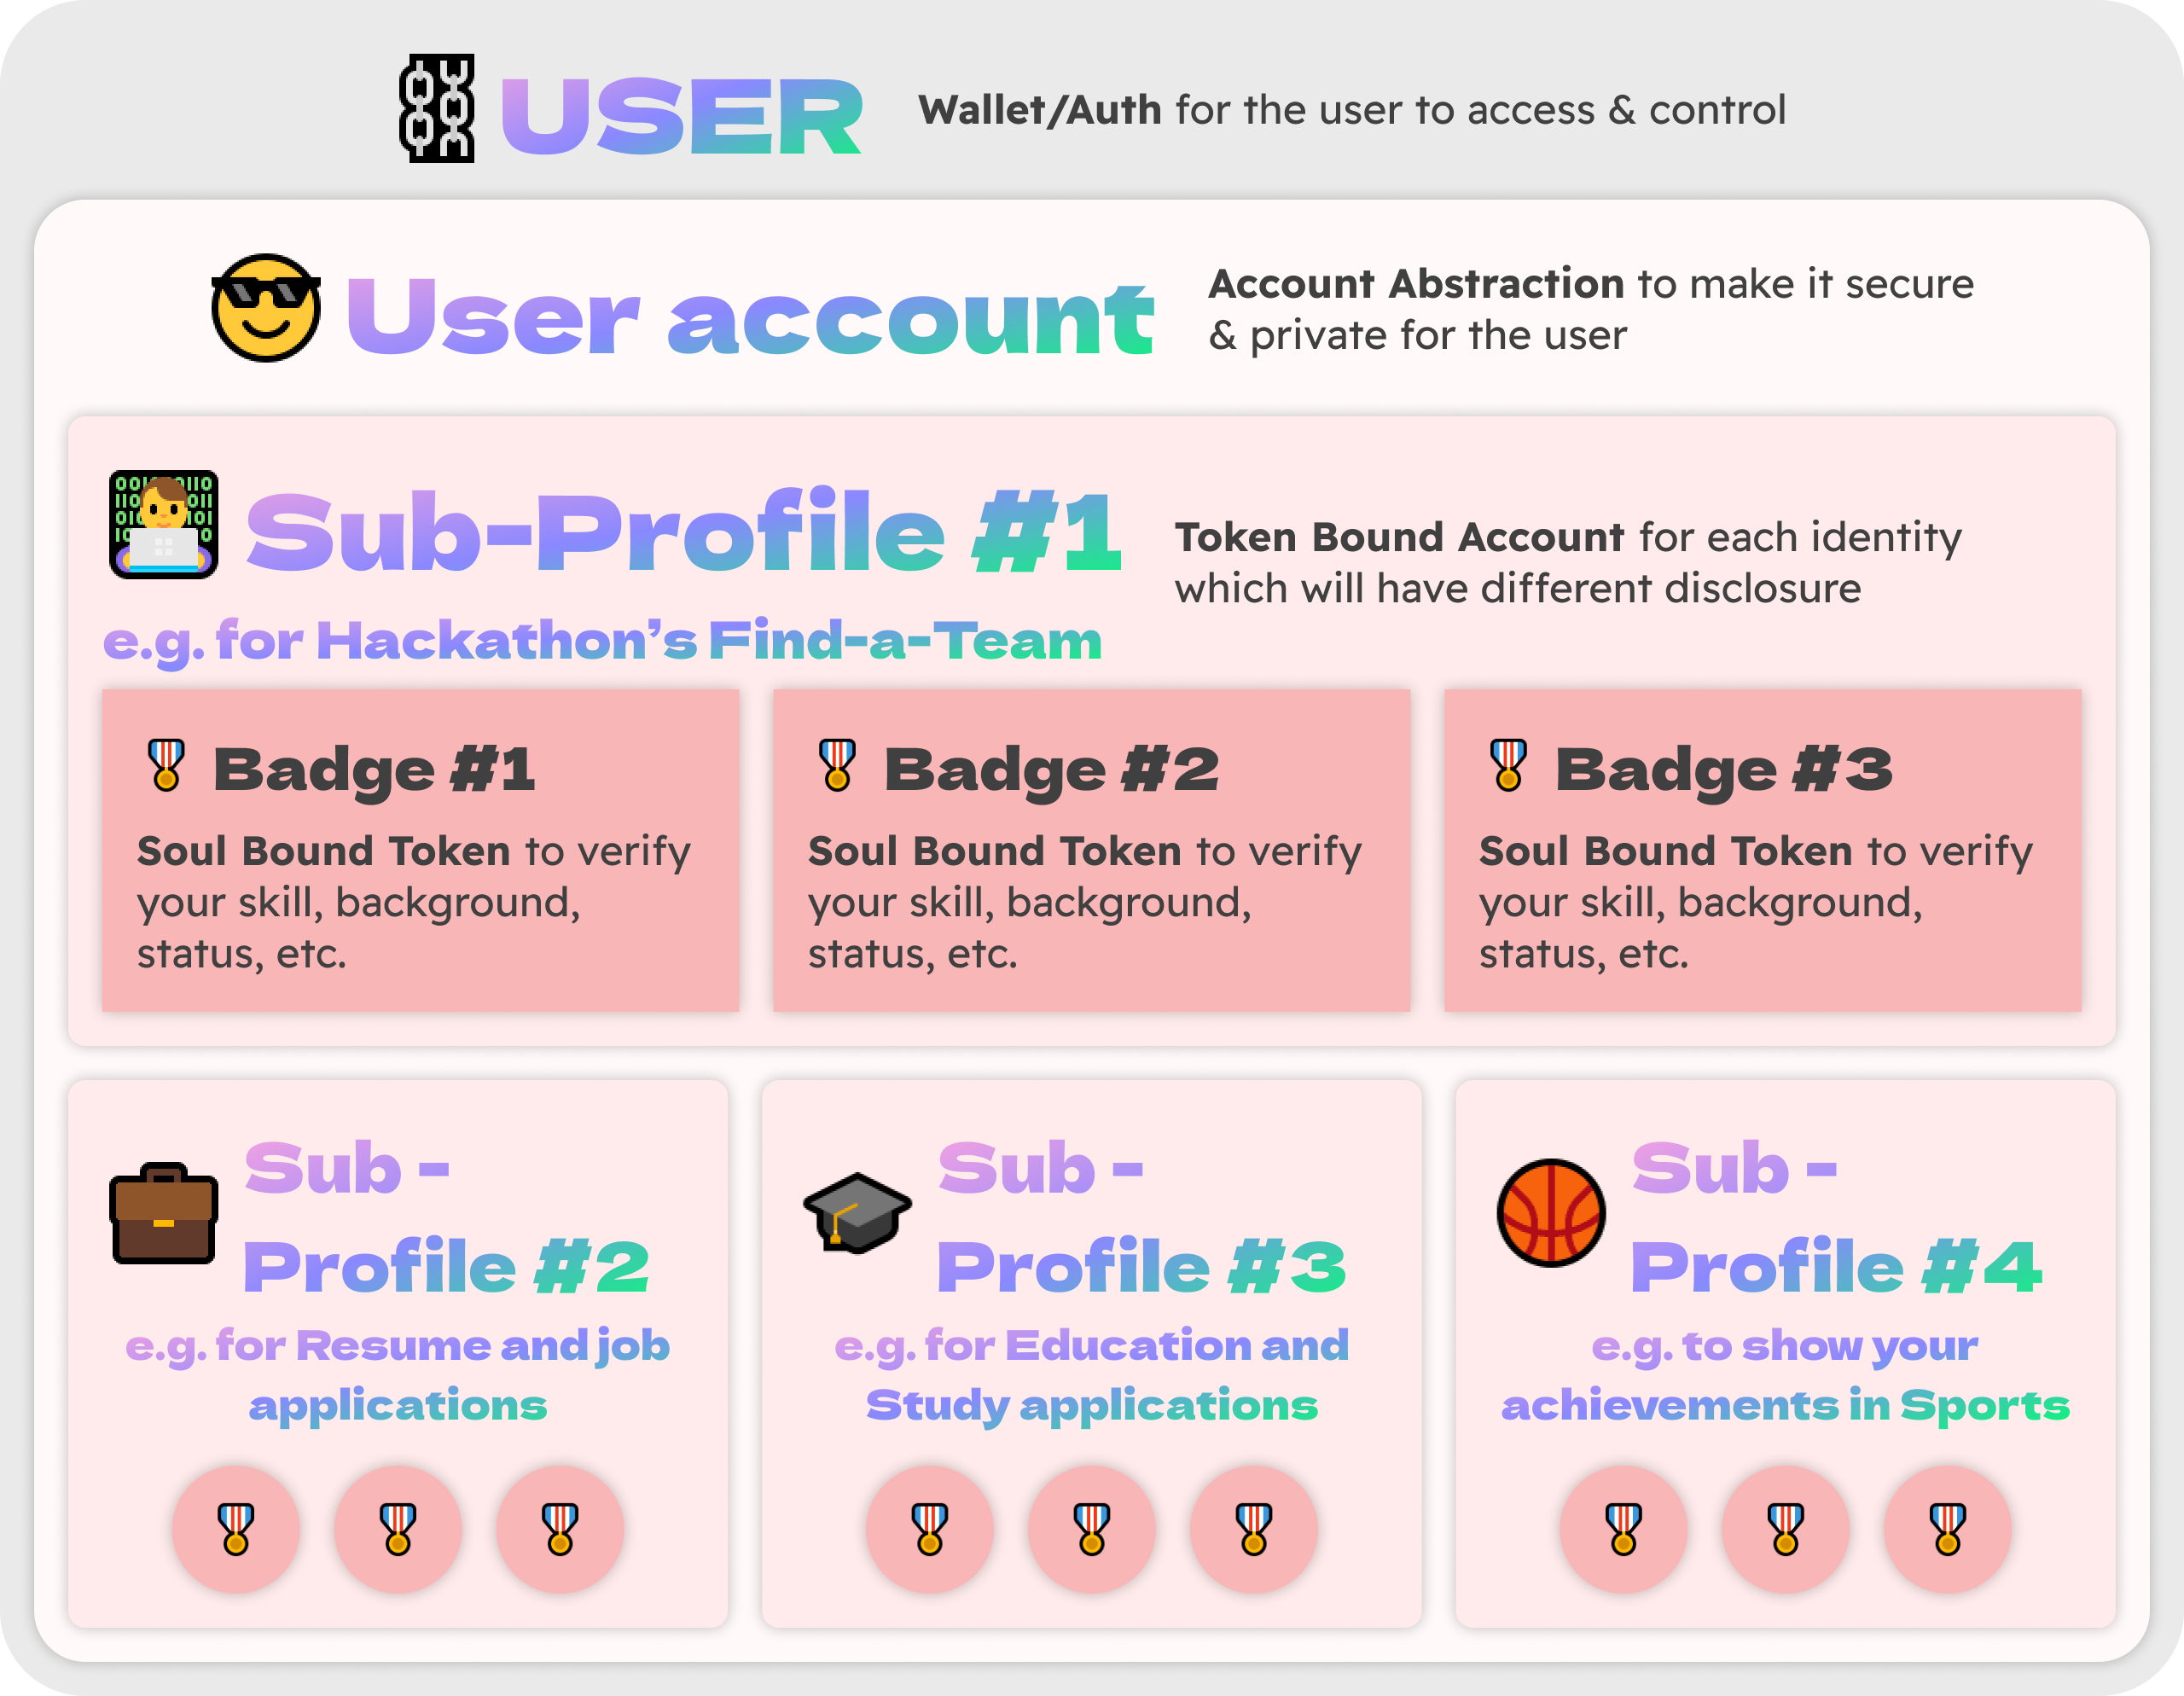 USER
Wallet/Auth for the user to access & control
User account
Account Abstraction to make it secure
& private for the user
Sub-Profile #1
Token Bound Account for each identity
which will have different disclosure
e.g. for Hackathon's Find-a-Team
Badge #1
Soul Bound Token to verify
your skill, background,
status, etc.
Badge #2
Soul Bound Token to verify
your skill, background,
status, etc.
Badge #3
Soul Bound Token to verify
your skill, background,
status, etc.
Sub -
Profile #2
e.g. for Resume and job
applications
Sub -
Profile #3
e.g. for Education and
Study applications
Sub -
Profile #4
e.g. to show your
achievements in Sports